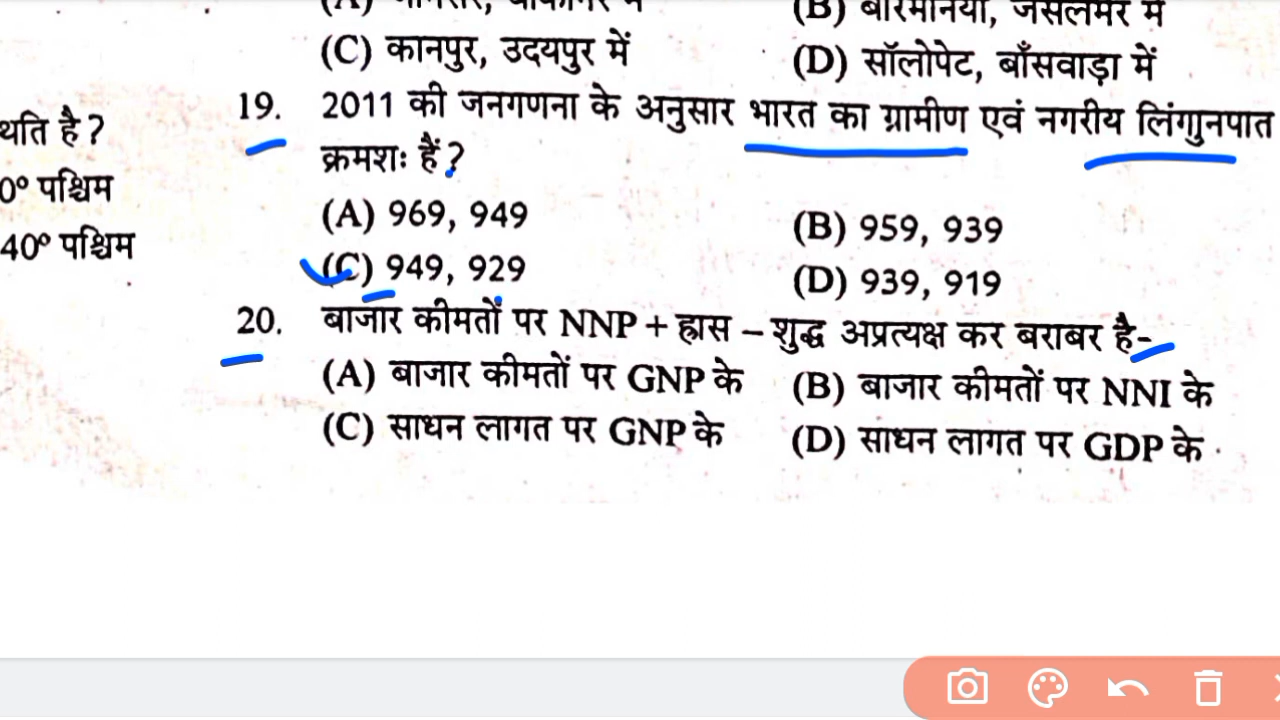 (B) बारमानियां, जैसलमेर में
(C) कानपुर, उदयपुर में
(D) सॉलोपेट, बाँसवाड़ा में
थति है?
0° पश्चिम
40° पश्चिम
19. 2011 की जनगणना के अनुसार भारत का ग्रामीण एवं नगरीय लिंगाुनपात
क्रमशः हैं?
(A) 969, 949
(B) 959, 939
(C) 949, 929
(D) 939, 919
20. बाजार कीमतों पर NNP + ह्रास – शुद्ध अप्रत्यक्ष कर बराबर है-
(A) बाजार कीमतों पर GNP के
(B) बाजार कीमतों पर NNI के
(C) साधन लागत पर GNP के
(D) साधन लागत पर GDP के